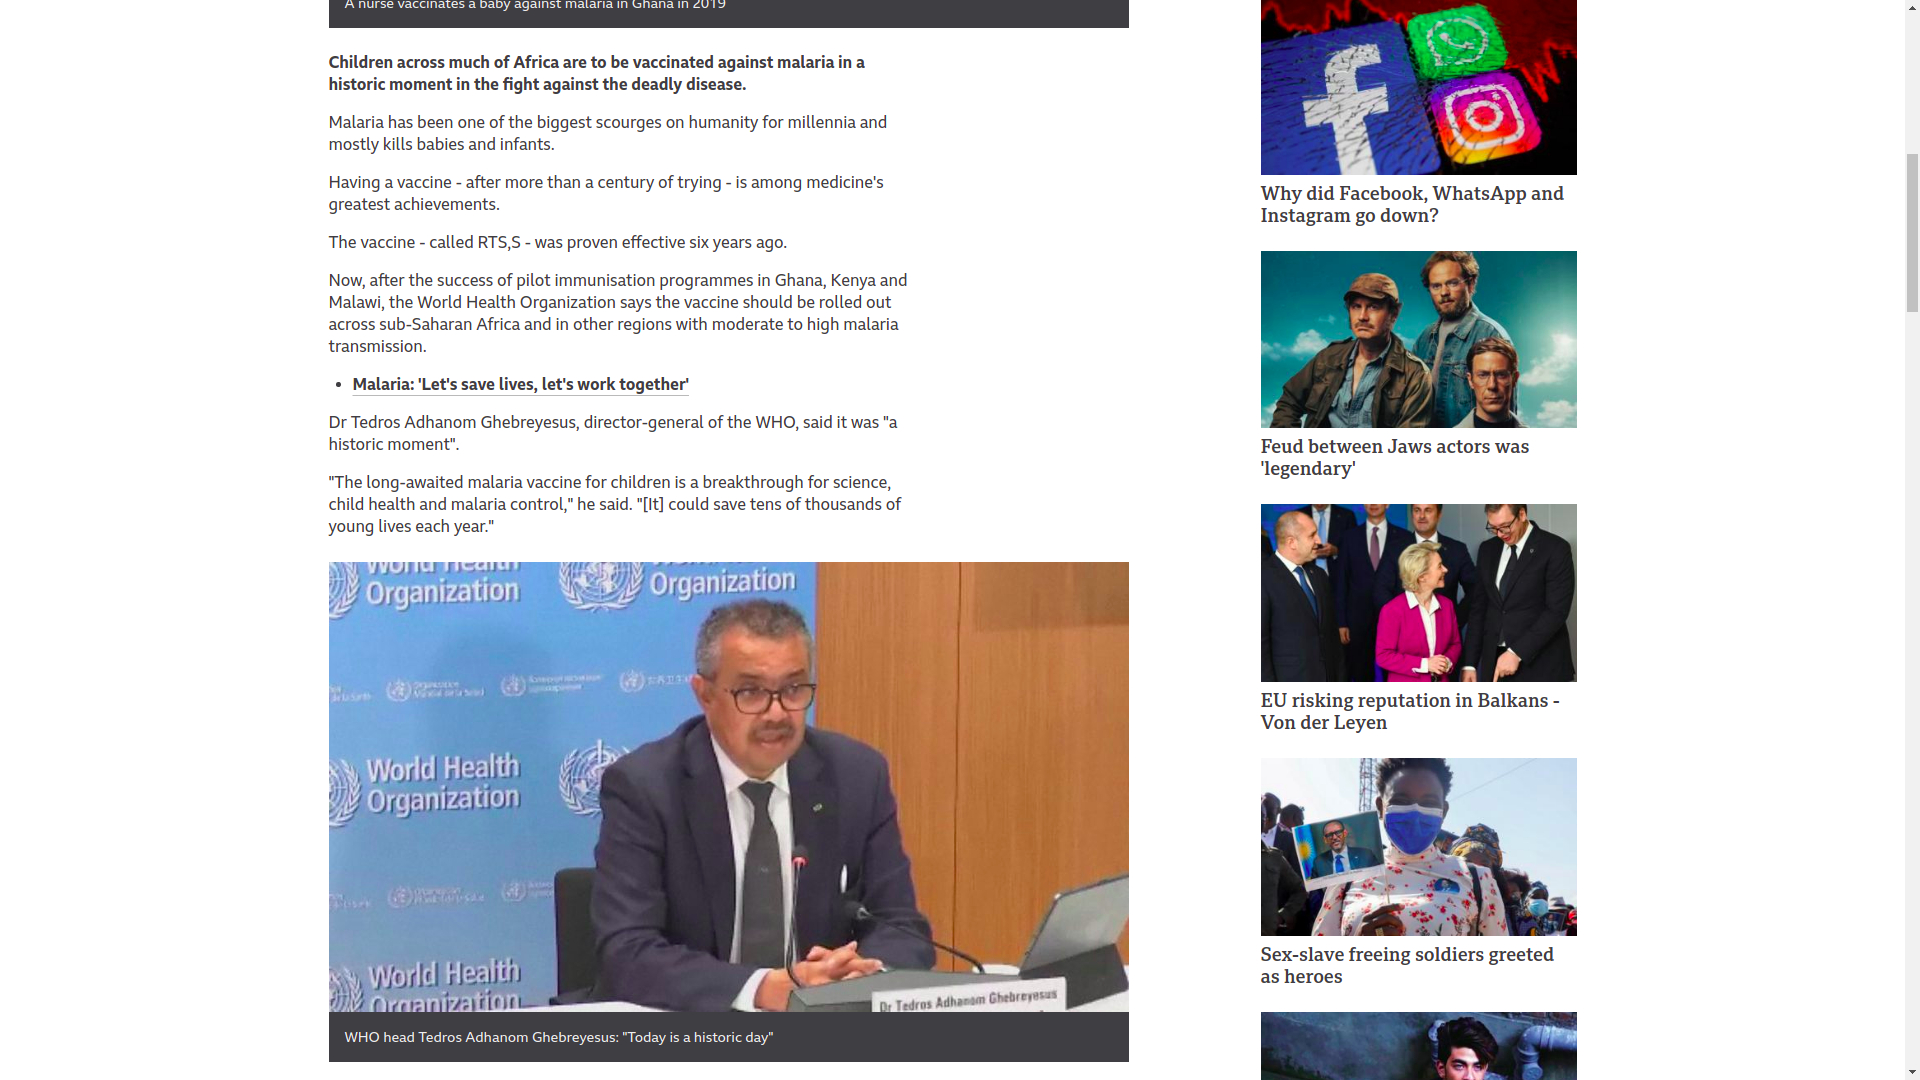 A nurse vaccinates a baby against malaria in Ghana in 2019
Children across much of Africa are to be vaccinated against malaria in a
historic moment in the fight against the deadly disease.
Malaria has been one of the biggest scourges on humanity for millennia and
mostly kills babies and infants.
Having a vaccine - after more than a century of trying - is among medicine's
greatest achievements.
The vaccine - called RTS,S - was proven effective six years ago.
Now, after the success of pilot immunisation programmes in Ghana, Kenya and
Malawi, the World Health Organization says the vaccine should be rolled out
across sub-Saharan Africa and in other regions with moderate to high malaria
transmission.
• Malaria: 'Let's save lives, let's work together'
Dr Tedros Adhanom Ghebreyesus, director-general of the WHO, said it was "a
historic moment".
"The long-awaited malaria vaccine for children is a breakthrough for science,
child health and malaria control," he said. "[It] could save tens of thousands of
young lives each year."
World Health
Organization
Organization
World Health
Organization
World Health
Organization
Dr Tedros Adhanom Ghebreyesus
WHO head Tedros Adhanom Ghebreyesus: "Today is a historic day"
Why did Facebook, WhatsApp and
Instagram go down?
Feud between Jaws actors was
'legendary'
EU risking reputation in Balkans -
Von der Leyen
Sex-slave freeing soldiers greeted
as heroes